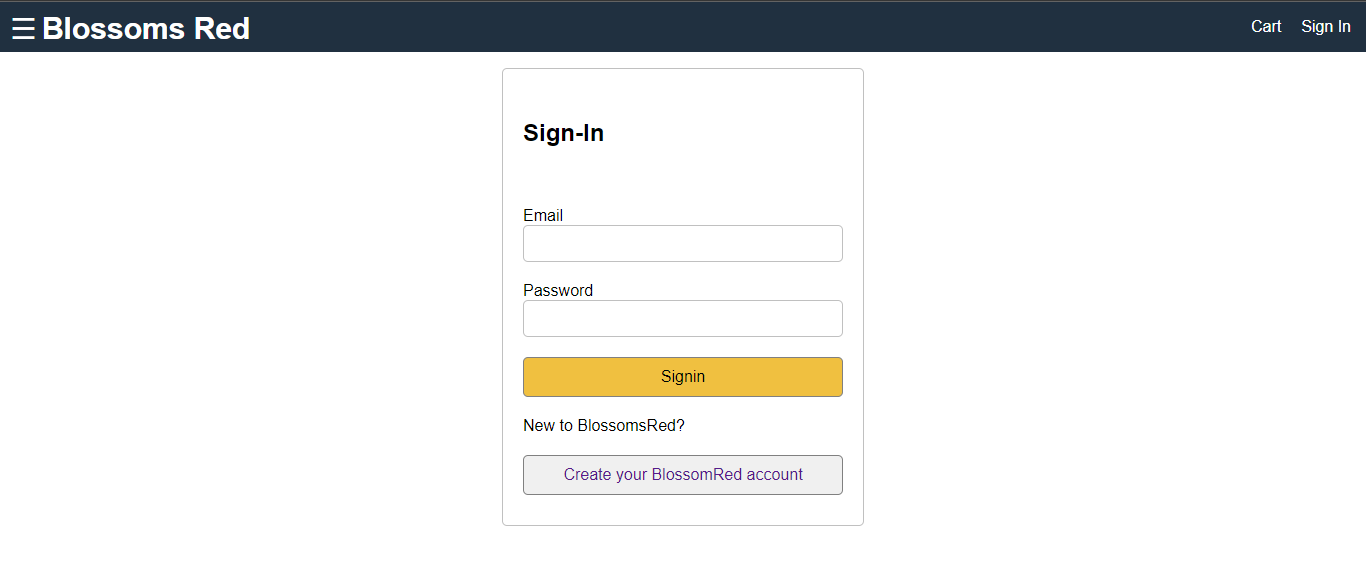 ☰ Blossoms Red
Cart
Sign In
Sign-In
Email
Password
Signin
New to BlossomsRed?
Create your BlossomRed account